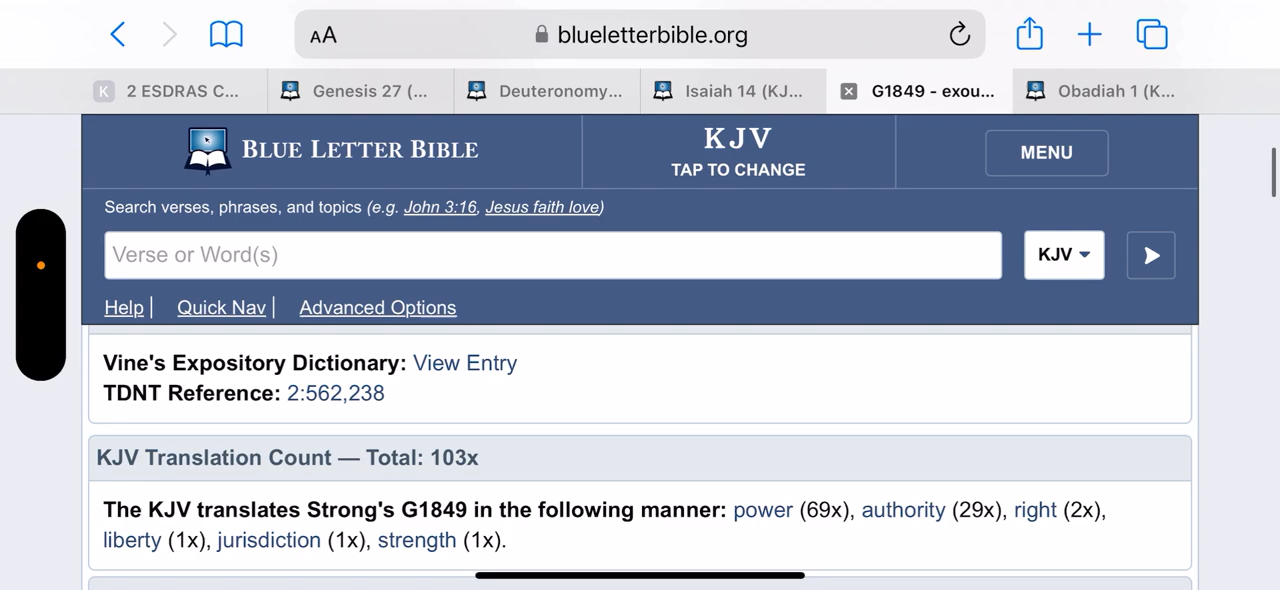 AA blueletterbible.org
K 2 ESDRAS C... Genesis 27 (... Deuteronomy... Isaiah 14 (KJ... G1849 - exou... Obadiah 1 (K...
BLUE LETTER BIBLE
KJV
TAP TO CHANGE
MENU
Search verses, phrases, and topics (e.g. John 3:16, Jesus faith love)
Verse or Word(s) KJV
Help | Quick Nav | Advanced Options
Vine's Expository Dictionary: View Entry
TDNT Reference: 2:562,238
KJV Translation Count — Total: 103x
The KJV translates Strong's G1849 in the following manner: power (69x), authority (29x), right (2x),
liberty (1x), jurisdiction (1x), strength (1x).